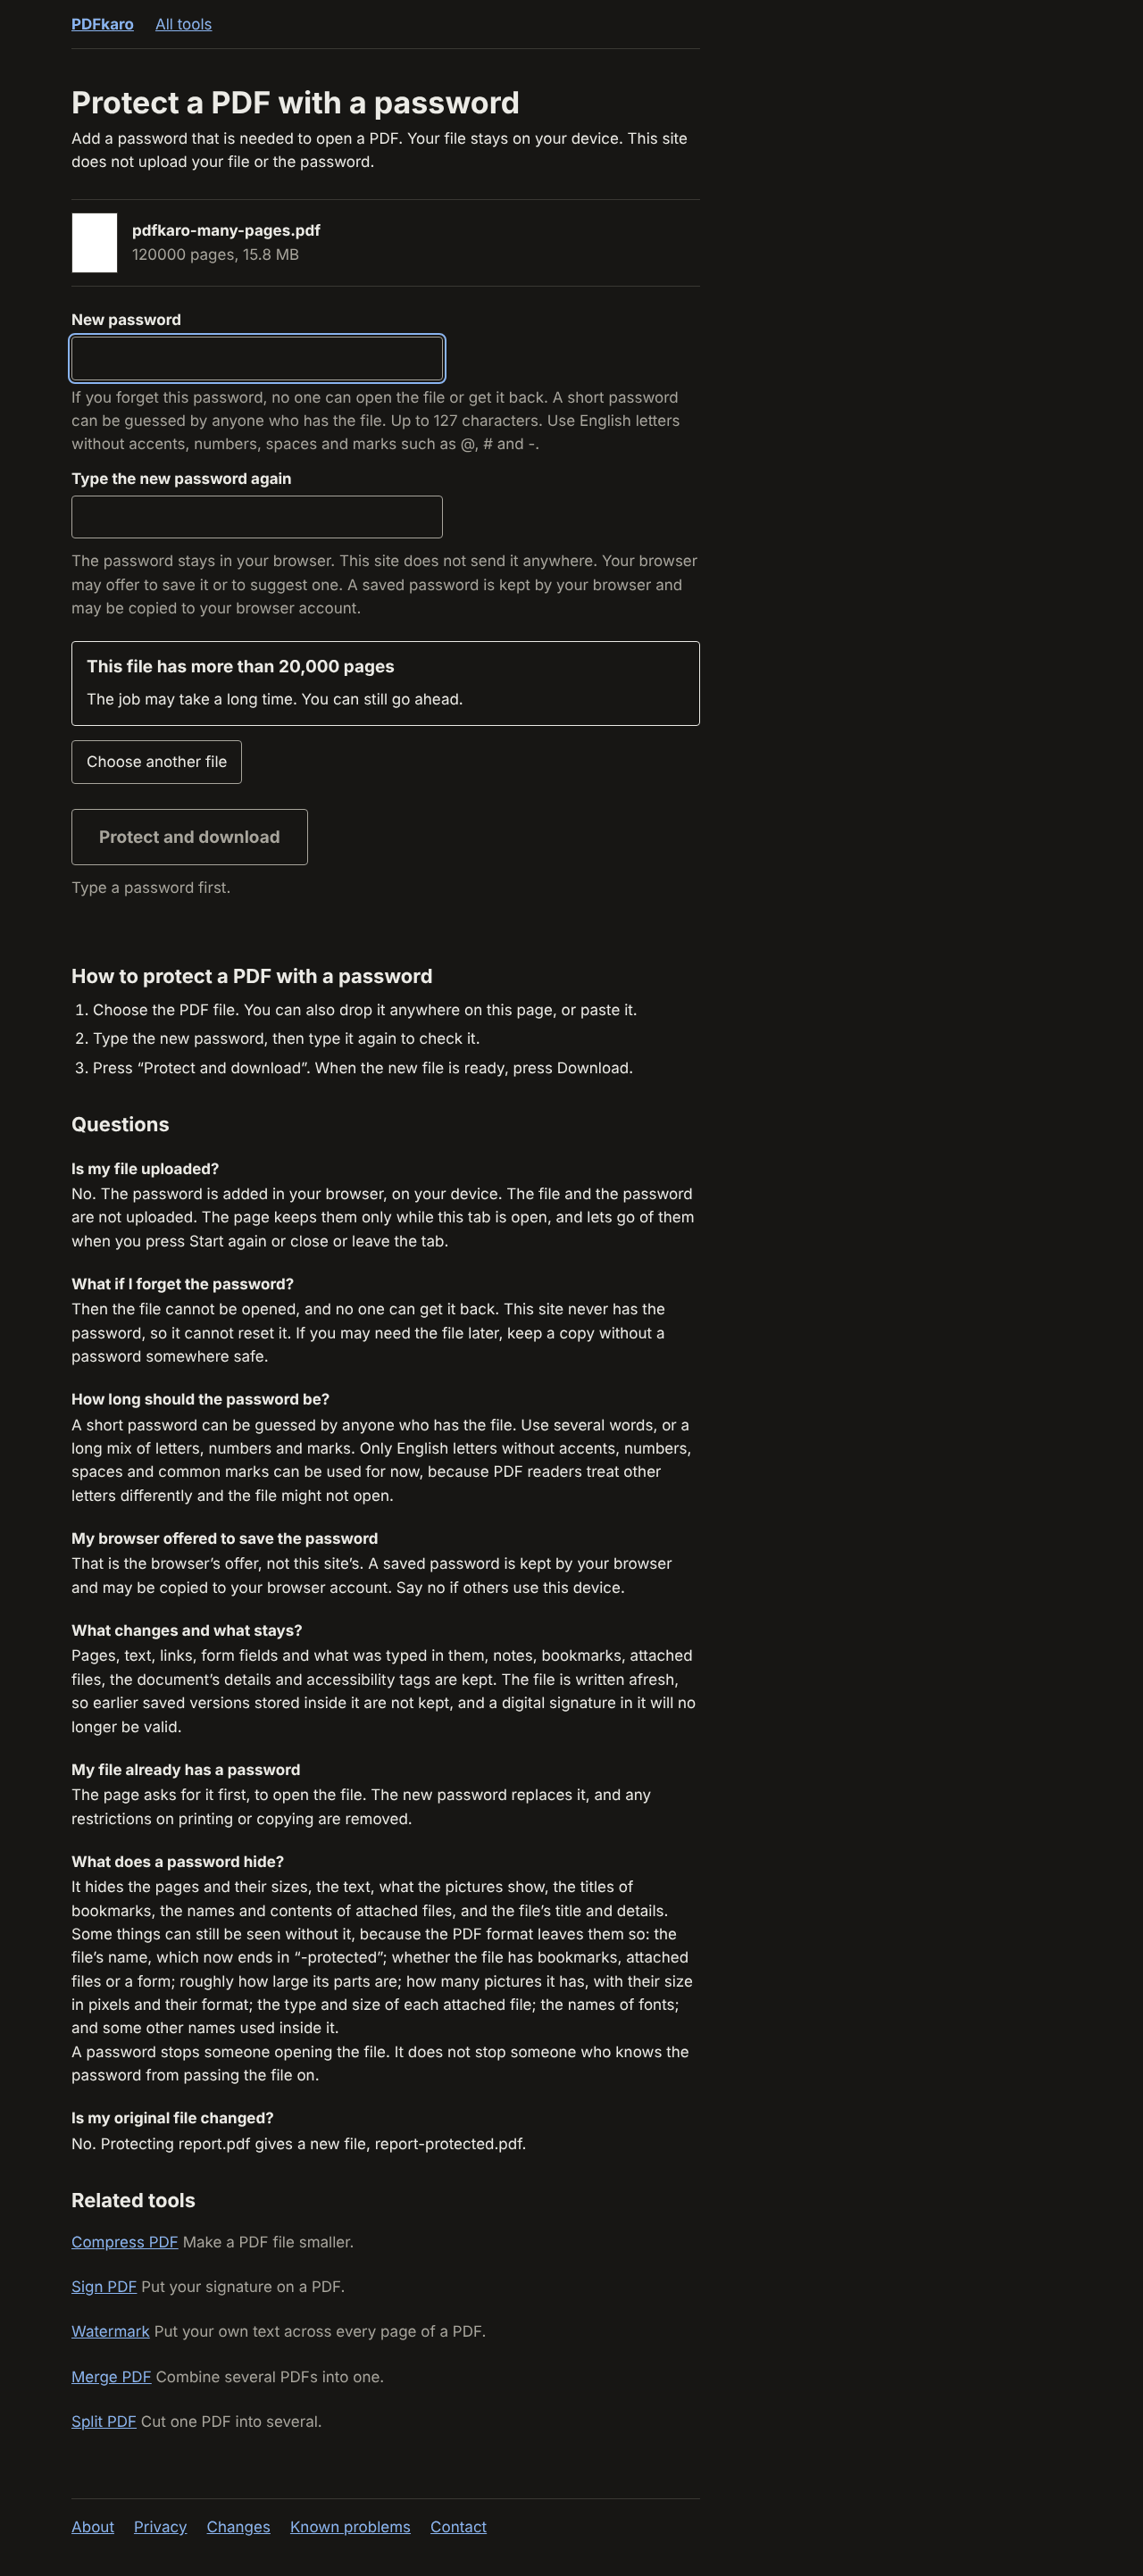 PDFkaro All tools
Protect a PDF with a password
Add a password that is needed to open a PDF. Your file stays on your device. This site
does not upload your file or the password.
pdfkaro-many-pages.pdf
120000 pages, 15.8 MB
New password
If you forget this password, no one can open the file or get it back. A short password
can be guessed by anyone who has the file. Up to 127 characters. Use English letters
without accents, numbers, spaces and marks such as @, # and -.
Type the new password again
The password stays in your browser. This site does not send it anywhere. Your browser
may offer to save it or to suggest one. A saved password is kept by your browser and
may be copied to your browser account.
This file has more than 20,000 pages
The job may take a long time. You can still go ahead.
Choose another file
Protect and download
Type a password first.
How to protect a PDF with a password
1. Choose the PDF file. You can also drop it anywhere on this page, or paste it.
2. Type the new password, then type it again to check it.
3. Press “Protect and download”. When the new file is ready, press Download.
Questions
Is my file uploaded?
No. The password is added in your browser, on your device. The file and the password
are not uploaded. The page keeps them only while this tab is open, and lets go of them
when you press Start again or close or leave the tab.
What if I forget the password?
Then the file cannot be opened, and no one can get it back. This site never has the
password, so it cannot reset it. If you may need the file later, keep a copy without a
password somewhere safe.
How long should the password be?
A short password can be guessed by anyone who has the file. Use several words, or a
long mix of letters, numbers and marks. Only English letters without accents, numbers,
spaces and common marks can be used for now, because PDF readers treat other
letters differently and the file might not open.
My browser offered to save the password
That is the browser’s offer, not this site’s. A saved password is kept by your browser
and may be copied to your browser account. Say no if others use this device.
What changes and what stays?
Pages, text, links, form fields and what was typed in them, notes, bookmarks, attached
files, the document’s details and accessibility tags are kept. The file is written afresh,
so earlier saved versions stored inside it are not kept, and a digital signature in it will no
longer be valid.
My file already has a password
The page asks for it first, to open the file. The new password replaces it, and any
restrictions on printing or copying are removed.
What does a password hide?
It hides the pages and their sizes, the text, what the pictures show, the titles of
bookmarks, the names and contents of attached files, and the file’s title and details.
Some things can still be seen without it, because the PDF format leaves them so: the
file’s name, which now ends in “-protected”; whether the file has bookmarks, attached
files or a form; roughly how large its parts are; how many pictures it has, with their size
in pixels and their format; the type and size of each attached file; the names of fonts;
and some other names used inside it.
A password stops someone opening the file. It does not stop someone who knows the
password from passing the file on.
Is my original file changed?
No. Protecting report.pdf gives a new file, report-protected.pdf.
Related tools
Compress PDF Make a PDF file smaller.
Sign PDF Put your signature on a PDF.
Watermark Put your own text across every page of a PDF.
Merge PDF Combine several PDFs into one.
Split PDF Cut one PDF into several.
About Privacy Changes Known problems Contact